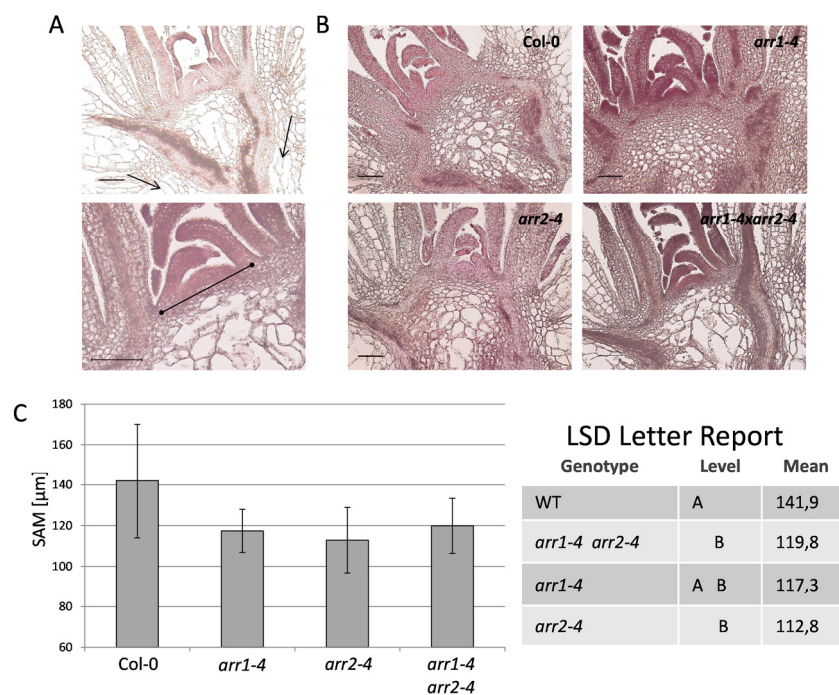 A
B
Col-0
arr1-4
arr2-4
arr1-4xarr2-4
C
180
160
140
120
100
80
60
SAM [µm]
Col-0
arr1-4
arr2-4
arr1-4
arr2-4
LSD Letter Report
Genotype Level Mean
WT A 141,9
arr1-4 arr2-4 B 119,8
arr1-4 A B 117,3
arr2-4 B 112,8